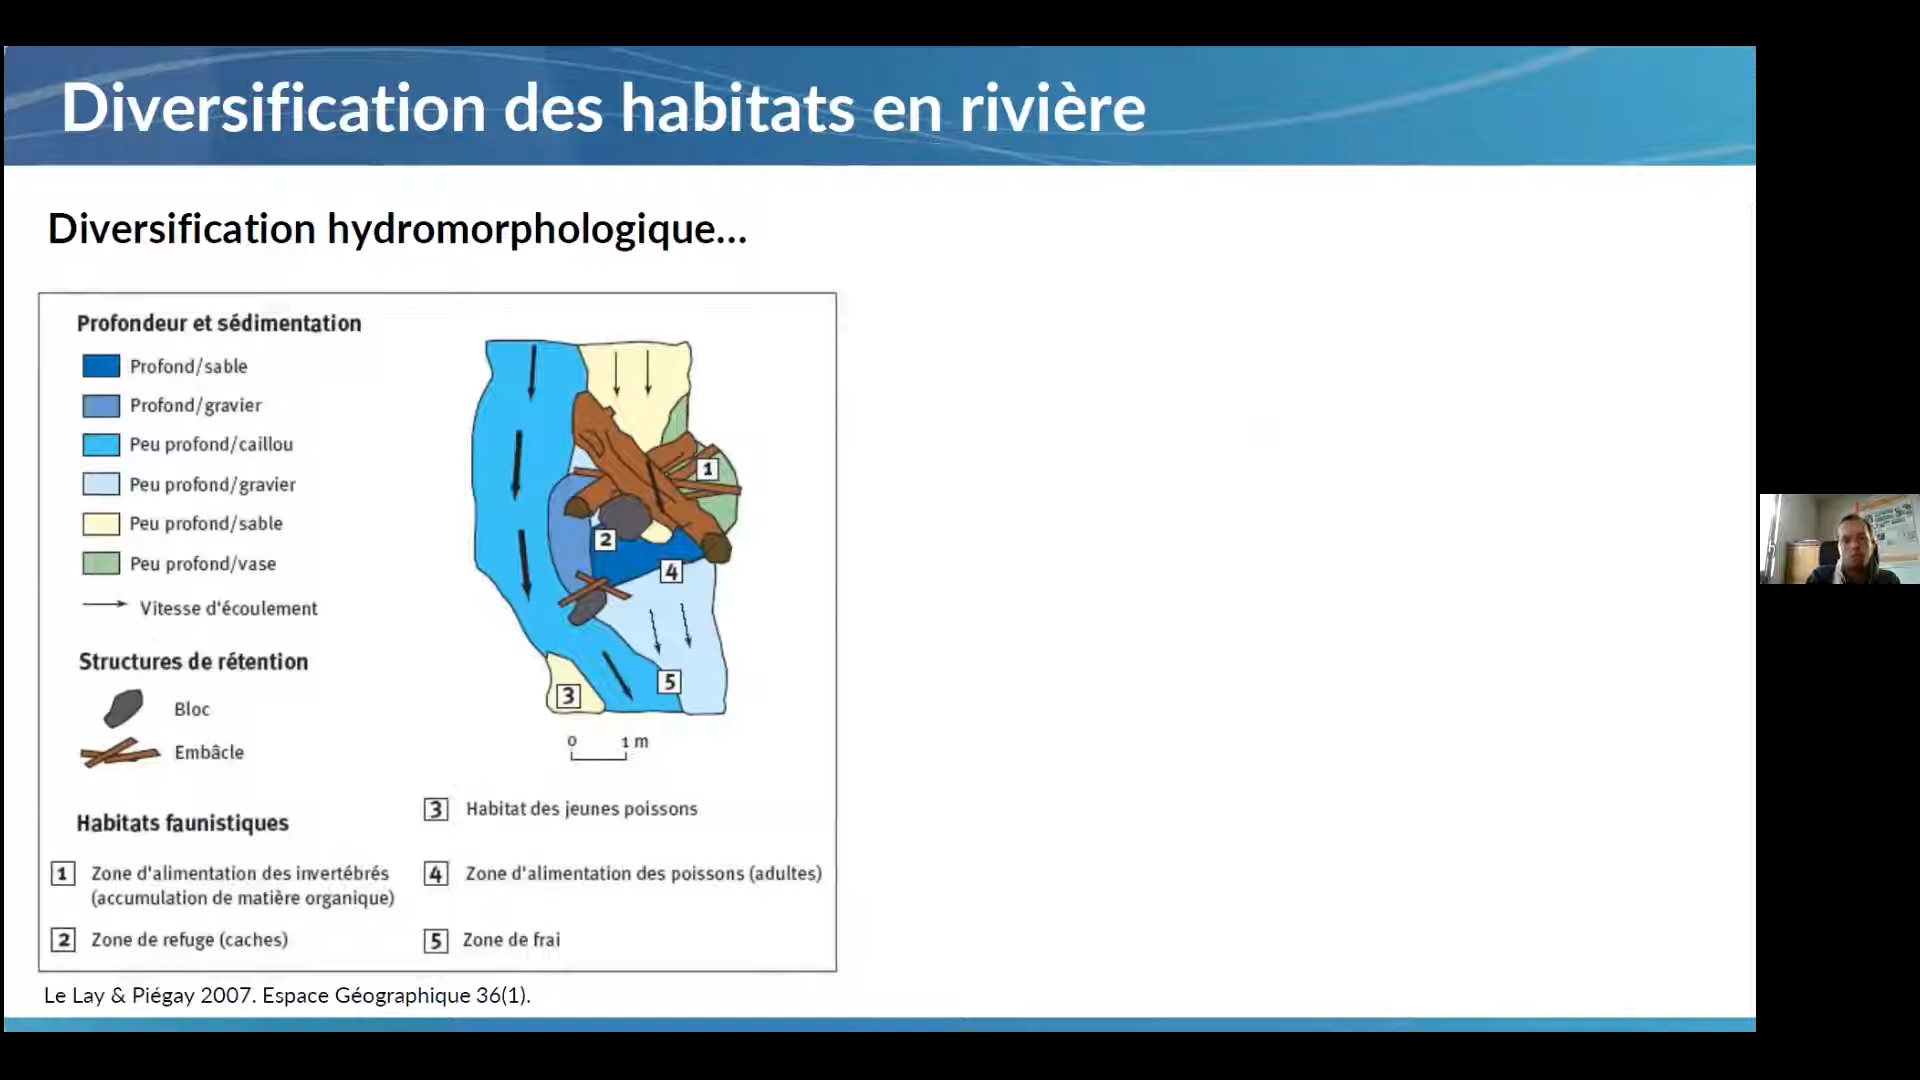 Diversification des habitats en rivière
Diversification hydromorphologique...
Profondeur et sédimentation
Profond/sable
Profond/gravier
Peu profond/caillou
Peu profond/gravier
Peu profond/sable
Peu profond/vase
Vitesse d'écoulement
Structures de rétention
Bloc
Embâcle
1
2
4
3
5
0 1 m
Habitats faunistiques
1 Zone d'alimentation des invertébrés
(accumulation de matière organique)
2 Zone de refuge (caches)
3 Habitat des jeunes poissons
4 Zone d'alimentation des poissons (adultes)
5 Zone de frai
Le Lay & Piégay 2007. Espace Géographique 36(1).